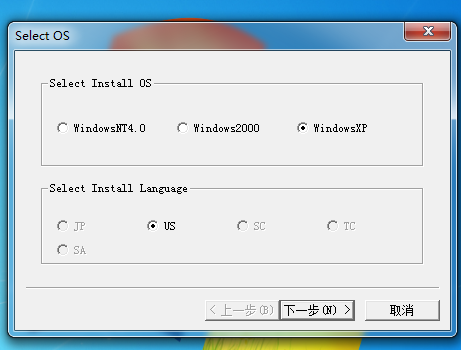 Select OS
Select Install OS
WindowsNT4.0 Windows2000 WindowsXP
Select Install Language
JP US SC TC
SA
< 上一步(B) 下一步(N) > 取消